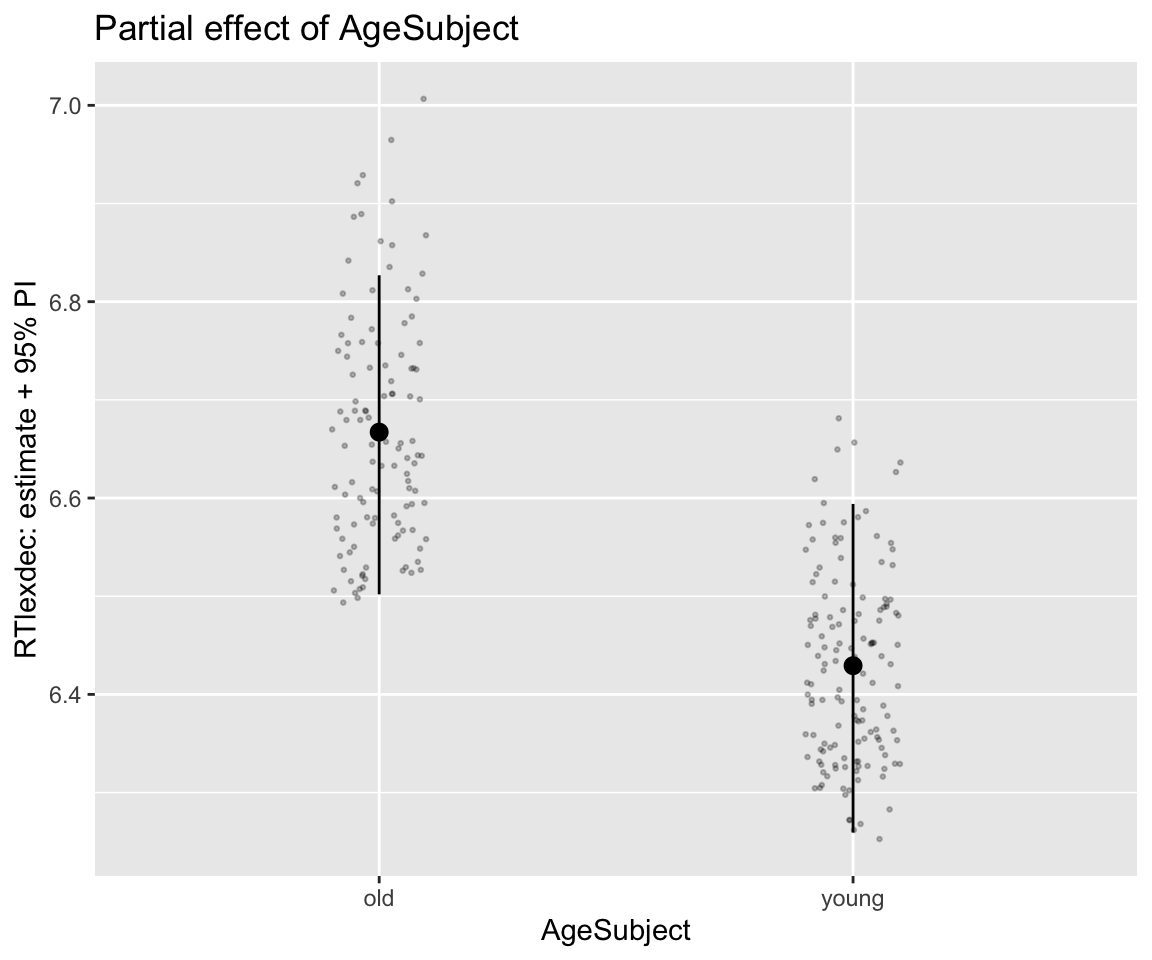 Partial effect of AgeSubject
RTlexdec: estimate + 95% PI
7.0
6.8
6.6
6.4
old
young
AgeSubject